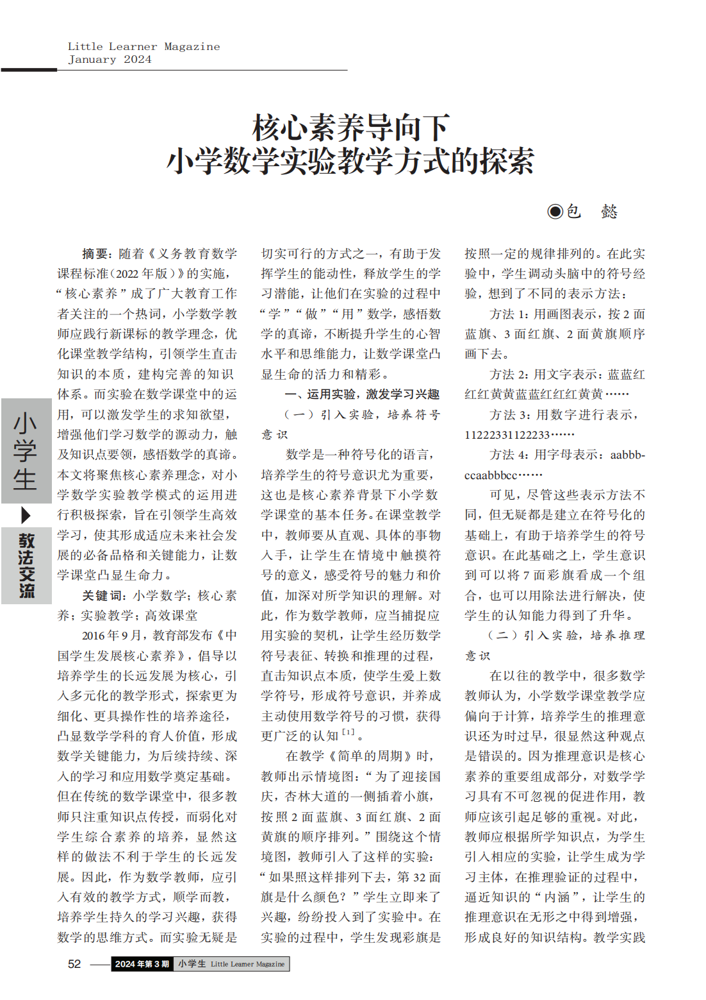 Little Learner Magazine
January 2024
核心素养导向下
小学数学实验教学方式的探索
◉包 懿
摘要：随着《义务教育数学
课程标准（2022 年版）》的实施，
“核心素养”成了广大教育工作
者关注的一个热词，小学数学教
师应践行新课标的教学理念，优
化课堂教学结构，引领学生直击
知识的本质，建构完善的知识
体系。而实验在数学课堂中的运
用，可以激发学生的求知欲望，
增强他们学习数学的源动力，触
及知识点要领，感悟数学的真谛。
本文将聚焦核心素养理念，对小
学数学实验教学模式的运用进
行积极探索，旨在引领学生高效
学习，使其形成适应未来社会发
展的必备品格和关键能力，让数
学课堂凸显生命力。
关键词：小学数学；核心素
养；实验教学；高效课堂
2016 年 9 月，教育部发布《中
国学生发展核心素养》，倡导以
培养学生的长远发展为核心，引
入多元化的教学形式，探索更为
细化、更具操作性的培养途径，
凸显数学学科的育人价值，形成
数学关键能力，为后续持续、深
入的学习和应用数学奠定基础。
但在传统的数学课堂中，很多教
师只注重知识点传授，而弱化对
学生综合素养的培养，显然这
样的做法不利于学生的长远发
展。因此，作为数学教师，应引
入有效的教学方式，顺学而教，
培养学生持久的学习兴趣，获得
数学的思维方式。而实验无疑是
切实可行的方式之一，有助于发
挥学生的能动性，释放学生的学
习潜能，让他们在实验的过程中
“学”“做”“用”数学，感悟数
学的真谛，不断提升学生的心智
水平和思维能力，让数学课堂凸
显生命的活力和精彩。
一、运用实验，激发学习兴趣
（一）引入实验，培养符号
意识
数学是一种符号化的语言，
培养学生的符号意识尤为重要，
这也是核心素养背景下小学数
学课堂的基本任务。在课堂教学
中，教师要从直观、具体的事物
入手，让学生在情境中触摸符
号的意义，感受符号的魅力和价
值，加深对所学知识的理解。对
此，作为数学教师，应当捕捉应
用实验的契机，让学生经历数学
符号表征、转换和推理的过程，
直击知识点本质，使学生爱上数
学符号，形成符号意识，并养成
主动使用数学符号的习惯，获得
更广泛的认知［1］。
在教学《简单的周期》时，
教师出示情境图：“为了迎接国
庆，杏林大道的一侧插着小旗，
按照 2 面蓝旗、3 面红旗、2 面
黄旗的顺序排列。”围绕这个情
境图，教师引入了这样的实验：
“如果照这样排列下去，第 32 面
旗是什么颜色？”学生立即来了
兴趣，纷纷投入到了实验中。在
实验的过程中，学生发现彩旗是
按照一定的规律排列的。在此实
验中，学生调动头脑中的符号经
验，想到了不同的表示方法：
方法 1：用画图表示，按 2 面
蓝旗、3 面红旗、2 面黄旗顺序
画下去。
方法 2：用文字表示：蓝蓝红
红红黄黄蓝蓝红红红黄黄……
方法 3：用数字进行表示，
11222331122233……
方法 4：用字母表示：aabbb-
ccaabbbcc……
可见，尽管这些表示方法不
同，但无疑都是建立在符号化的
基础上，有助于培养学生的符号
意识。在此基础之上，学生意识
到可以将 7 面彩旗看成一个组
合，也可以用除法进行解决，使
学生的认知能力得到了升华。
（二）引入实验，培养推理
意识
在以往的教学中，很多数学
教师认为，小学数学课堂教学应
偏向于计算，培养学生的推理意
识还为时过早，很显然这种观点
是错误的。因为推理意识是核心
素养的重要组成部分，对数学学
习具有不可忽视的促进作用，教
师应该引起足够的重视。对此，
教师应根据所学知识点，为学生
引入相应的实验，让学生成为学
习主体，在推理验证的过程中，
逼近知识的“内涵”，让学生的
推理意识在无形之中得到增强，
形成良好的知识结构。教学实践
小学生
教法交流
52
2024 年第 3 期 小学生 Little Learner Magazine